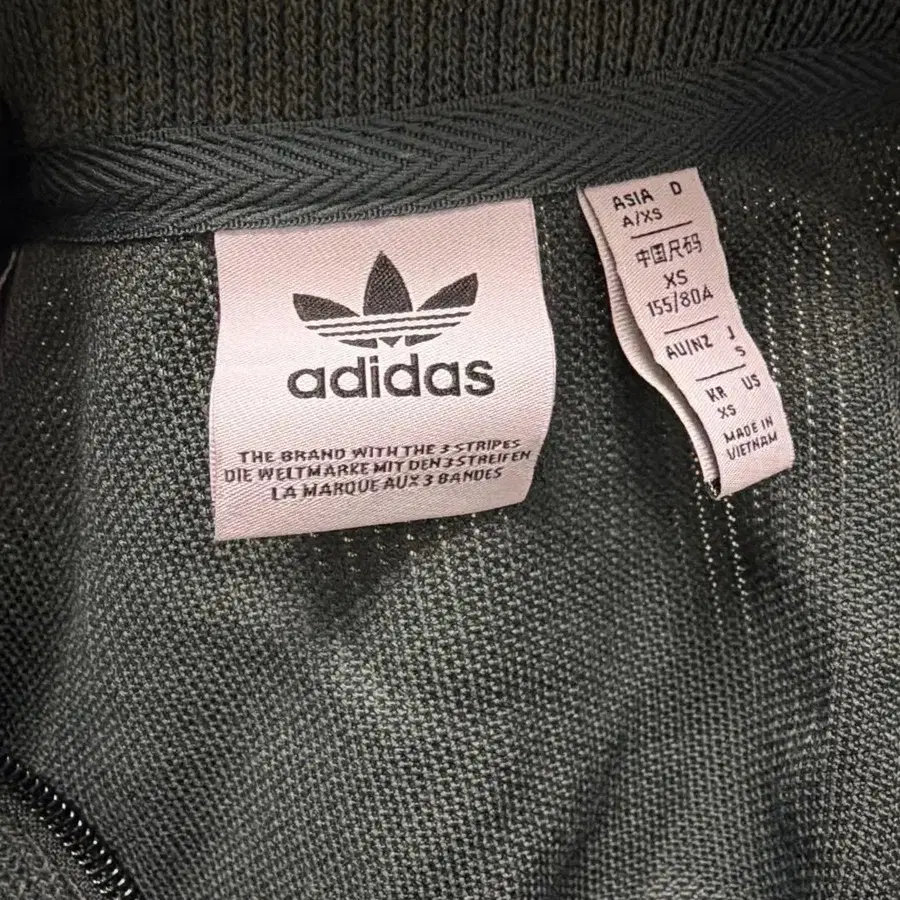 adidas
THE BRAND WITH THE 3 STRIPES
DIE WELTMARKE MIT DEN 3 STREIFEN
LA MARQUE AUX 3 BANDES
ASIA D
A/XS
中国尺码
XS
155/80A
AU/NZ J
S
KR US
XS
MADE IN
VIETNAM